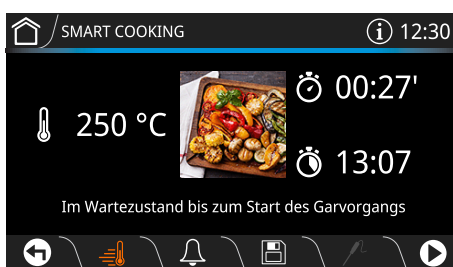 SMART COOKING
12:30
250 °C
00:27'
13:07
Im Wartezustand bis zum Start des Garvorgangs